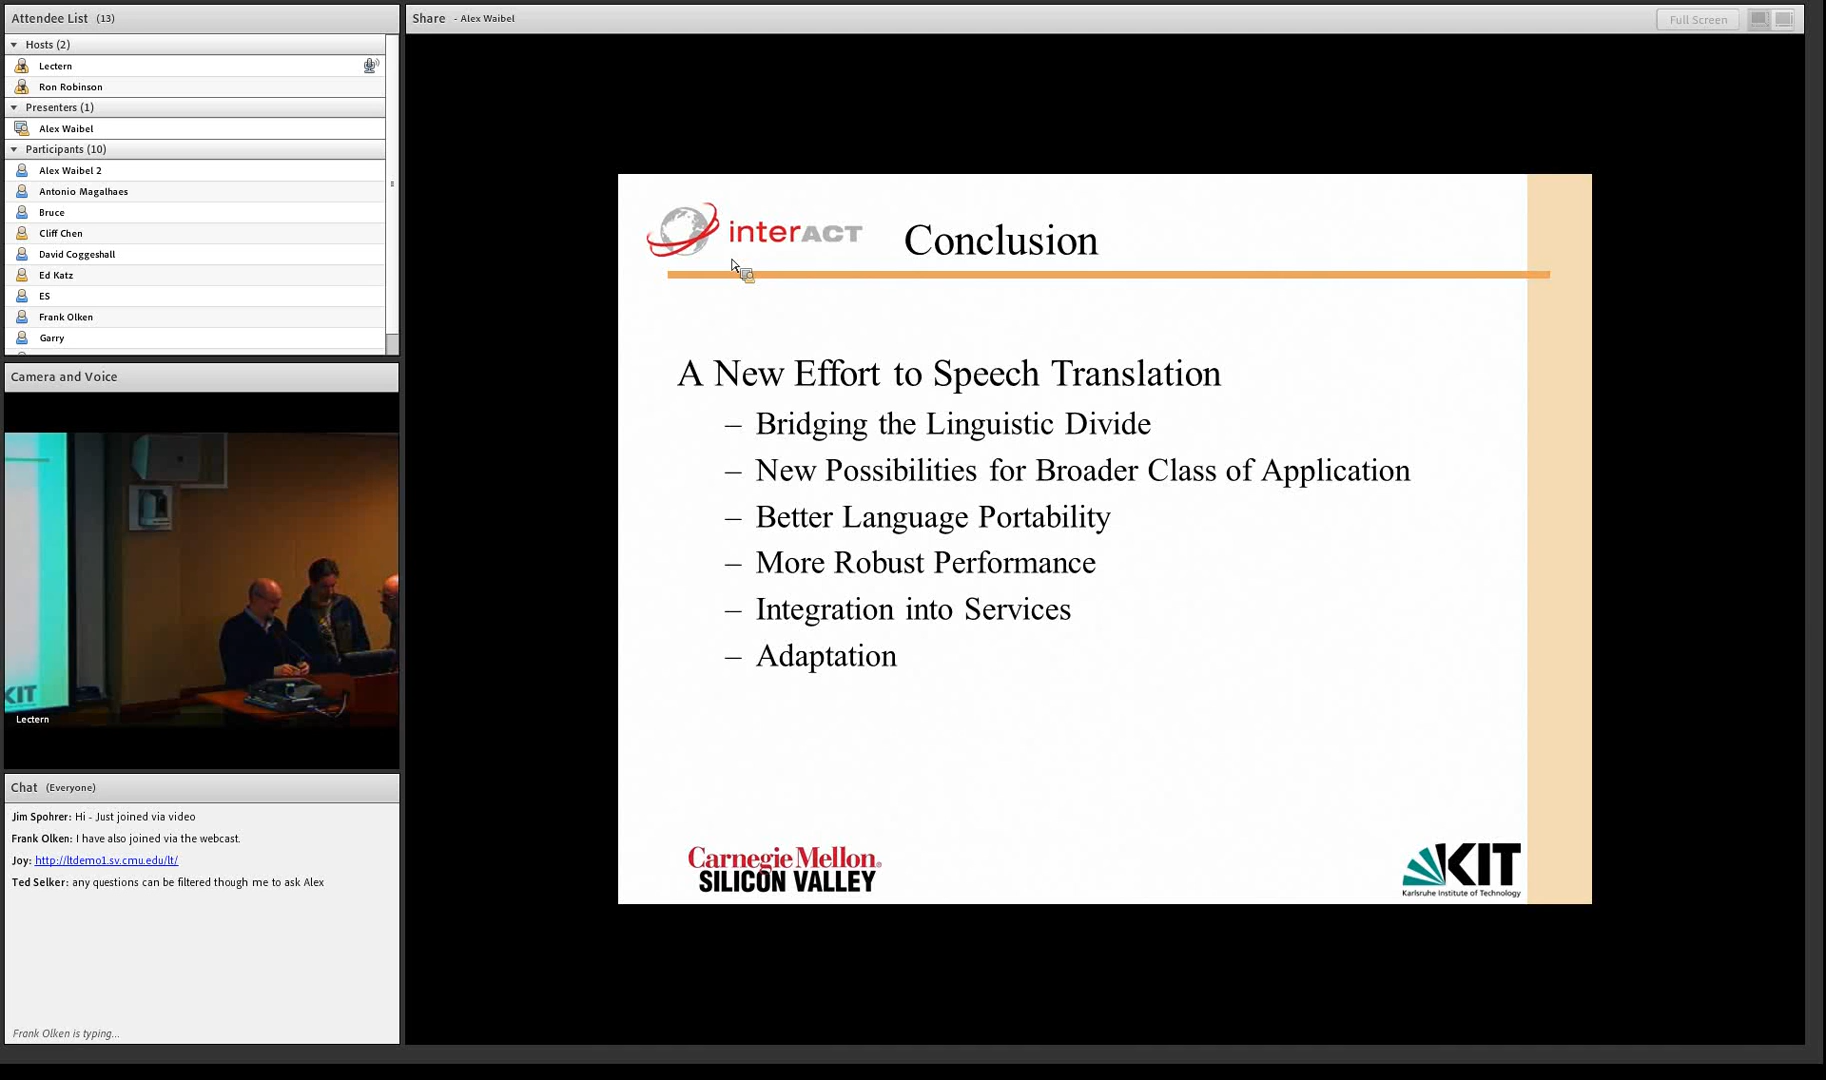 Attendee List (13)
Hosts (2)
Lectern
Ron Robinson
Presenters (1)
Alex Waibel
Participants (10)
Alex Waibel 2
Antonio Magalhaes
Bruce
Cliff Chen
David Coggeshall
Ed Katz
ES
Frank Olken
Garry
Camera and Voice
KIT
Lectern
Chat (Everyone)
Jim Spohrer: Hi - Just joined via video
Frank Olken: I have also joined via the webcast.
Joy: http://ltdemo1.sv.cmu.edu/lt/
Ted Selker: any questions can be filtered though me to ask Alex
Frank Olken is typing...
Share - Alex Waibel
Full Screen
interACT
Conclusion
A New Effort to Speech Translation
– Bridging the Linguistic Divide
– New Possibilities for Broader Class of Application
– Better Language Portability
– More Robust Performance
– Integration into Services
– Adaptation
Carnegie Mellon®
SILICON VALLEY
KIT
Karlsruhe Institute of Technology